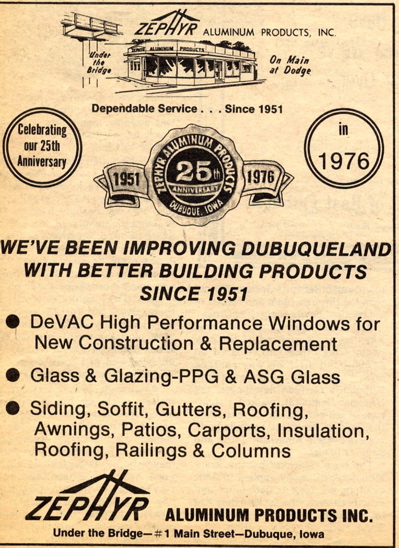 ZEPHYR ALUMINUM PRODUCTS, INC.
Under
the
Bridge
ZEPHYR ALUMINUM PRODUCTS
On Main
at Dodge
Dependable Service . . . Since 1951
Celebrating
our 25th
Anniversary
in
1976
ZEPHYR ALUMINUM PRODUCTS
1951
25th
1976
ANNIVERSARY
DUBUQUE, IOWA
WE'VE BEEN IMPROVING DUBUQUELAND
WITH BETTER BUILDING PRODUCTS
SINCE 1951
● DeVAC High Performance Windows for
New Construction & Replacement
● Glass & Glazing-PPG & ASG Glass
● Siding, Soffit, Gutters, Roofing,
Awnings, Patios, Carports, Insulation,
Roofing, Railings & Columns
ZEPHYR ALUMINUM PRODUCTS INC.
Under the Bridge—#1 Main Street—Dubuque, Iowa